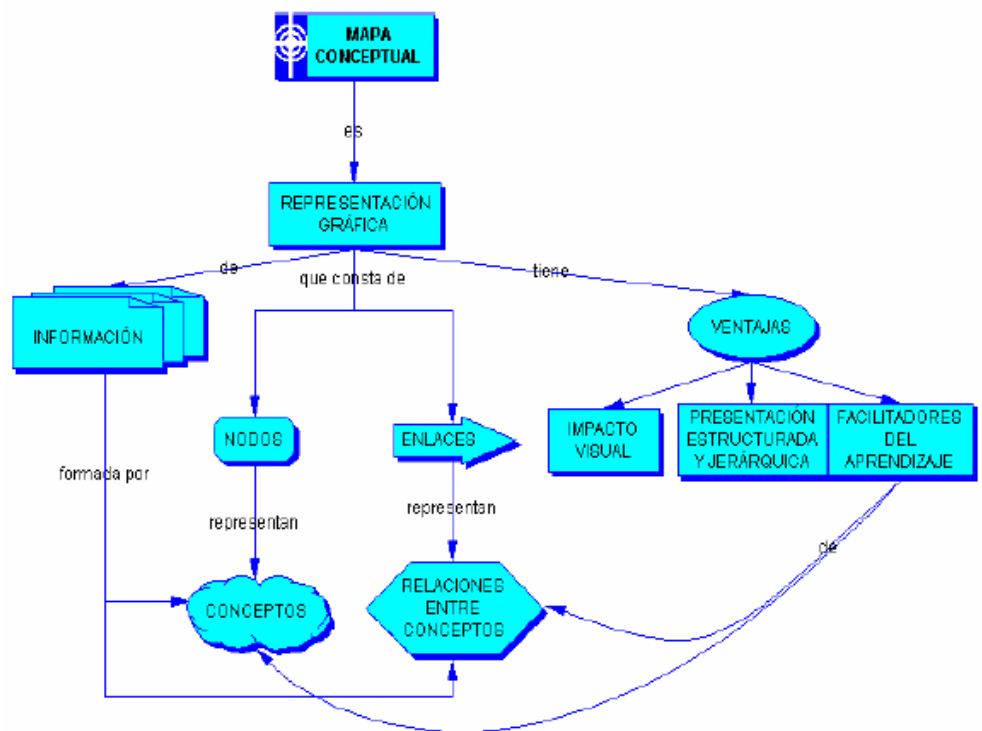 MAPA
CONCEPTUAL
es
REPRESENTACIÓN
GRÁFICA
de
que consta de
tiene
INFORMACIÓN
VENTAJAS
NODOS
ENLACES
IMPACTO
VISUAL
PRESENTACIÓN
ESTRUCTURADA
Y JERÁRQUICA
FACILITADORES
DEL
APRENDIZAJE
formada por
representan
representan
de
CONCEPTOS
RELACIONES
ENTRE
CONCEPTOS